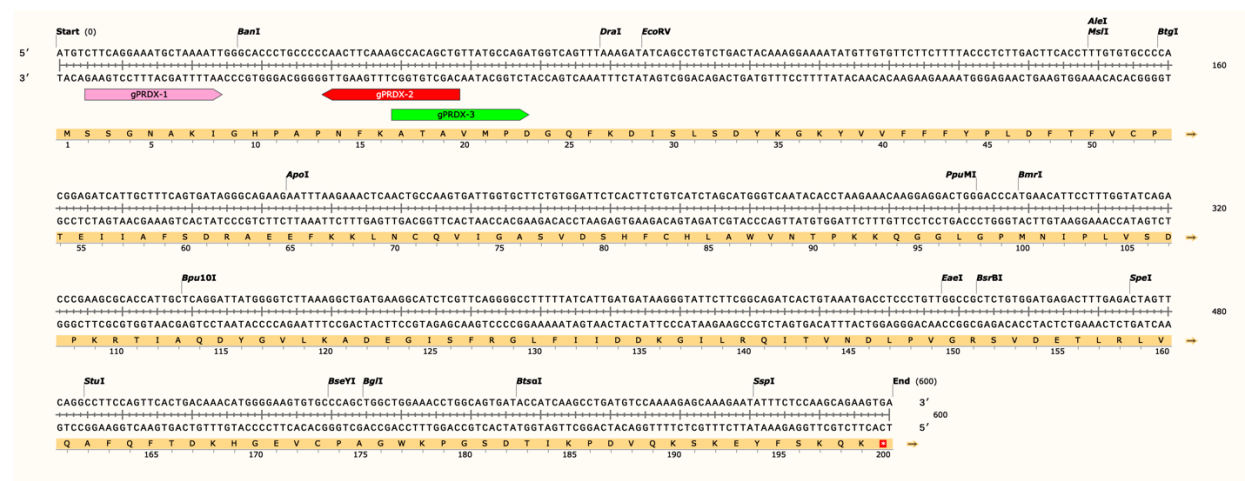 AleI
Start (0) BanI DraI EcoRV MslI BtgI
5′ ATGTCTTCAGGAAATGCTAAAATTGGGCACCCTGCCCCCAACTTCAAAGCCACAGCTGTTATGCCAGATGGTCAGTTTAAAGATATCAGCCTGTCTGACTACAAAGGAAAATATGTTGTGTTCTTCTTTTACCCTCTTGACTTCACCTTTGTGTGCCCCA
160
3′ TACAGAAGTCCTTTACGATTTTAACCCGTGGGACGGGGGTTGAAGTTTCGGTGTCGACAATACGGTCTACCAGTCAAATTTCTATAGTCGGACAGACTGATGTTTCCTTTTATACAACACAAGAAGAAAATGGGAGAACTGAAGTGGAAACACACGGGGT
gPRDX-1 gPRDX-2
gPRDX-3
M S S G N A K I G H P A P N F K A T A V M P D G Q F K D I S L S D Y K G K Y V V F F F Y P L D F T F V C P
1 5 10 15 20 25 30 35 40 45 50
ApoI PpuMI BmrI
CGGAGATCATTGCTTTCAGTGATAGGGCAGAAGAATTTAAGAAACTCAACTGCCAAGTGATTGGTGCTTCTGTGGATTCTCACTTCTGTCATCTAGCATGGGTCAATACACCTAAGAAACAAGGAGGACTGGGACCCATGAACATTCCTTTGGTATCAGA
320
GCCTCTAGTAACGAAAGTCACTATCCCGTCTTCTTAAATTCTTTGAGTTGACGGTTCACTAACCACGAAGACACCTAAGAGTGAAGACAGTAGATCGTACCCAGTTATGTGGATTCTTTGTTCCTCCTGACCCTGGGTACTTGTAAGGAAACCATAGTCT
T E I I A F S D R A E E F K K L N C Q V I G A S V D S H F C H L A W V N T P K K Q G G L G P M N I P L V S D
55 60 65 70 75 80 85 90 95 100 105
Bpu10I EaeI BsrBI SpeI
CCCGAAGCGCACCATTGCTCAGGATTATGGGGTCTTAAAGGCTGATGAAGGCATCTCGTTCAGGGGCCTTTTTATCATTGATGATAAGGGTATTCTTCGGCAGATCACTGTAAATGACCTCCCTGTTGGCCGCTCTGTGGATGAGACTTTGAGACTAGTT
480
GGGCTTCGCGTGGTAACGAGTCCTAATACCCCAGAATTTCCGACTACTTCCGTAGAGCAAGTCCCCGGAAAAATAGTAACTACTATTCCCATAAGAAGCCGTCTAGTGACATTTACTGGAGGGACAACCGGCGAGACACCTACTCTGAAACTCTGATCAA
P K R T I A Q D Y G V L K A D E G I S F R G L F I I D D K G I L R Q I T V N D L P V G R S V D E T L R L V
110 115 120 125 130 135 140 145 150 155 160
StuI BseYI BglI BtsαI SspI End (600)
CAGGCCTTCCAGTTCACTGACAAACATGGGGAAGTGTGCCCAGCTGGCTGGAAACCTGGCAGTGATACCATCAAGCCTGATGTCCAAAAGAGCAAAGAATATTTCTCCAAGCAGAAGTGA 3′
600
GTCCGGAAGGTCAAGTGACTGTTTGTACCCCTTCACACGGGTCGACCGACCTTTGGACCGTCACTATGGTAGTTCGGACTACAGGTTTTCTCGTTTCTTATAAAGAGGTTCGTCTTCACT 5′
Q A F Q F T D K H G E V C P A G W K P G S D T I K P D V Q K S K E Y F S K Q K *
165 170 175 180 185 190 195 200